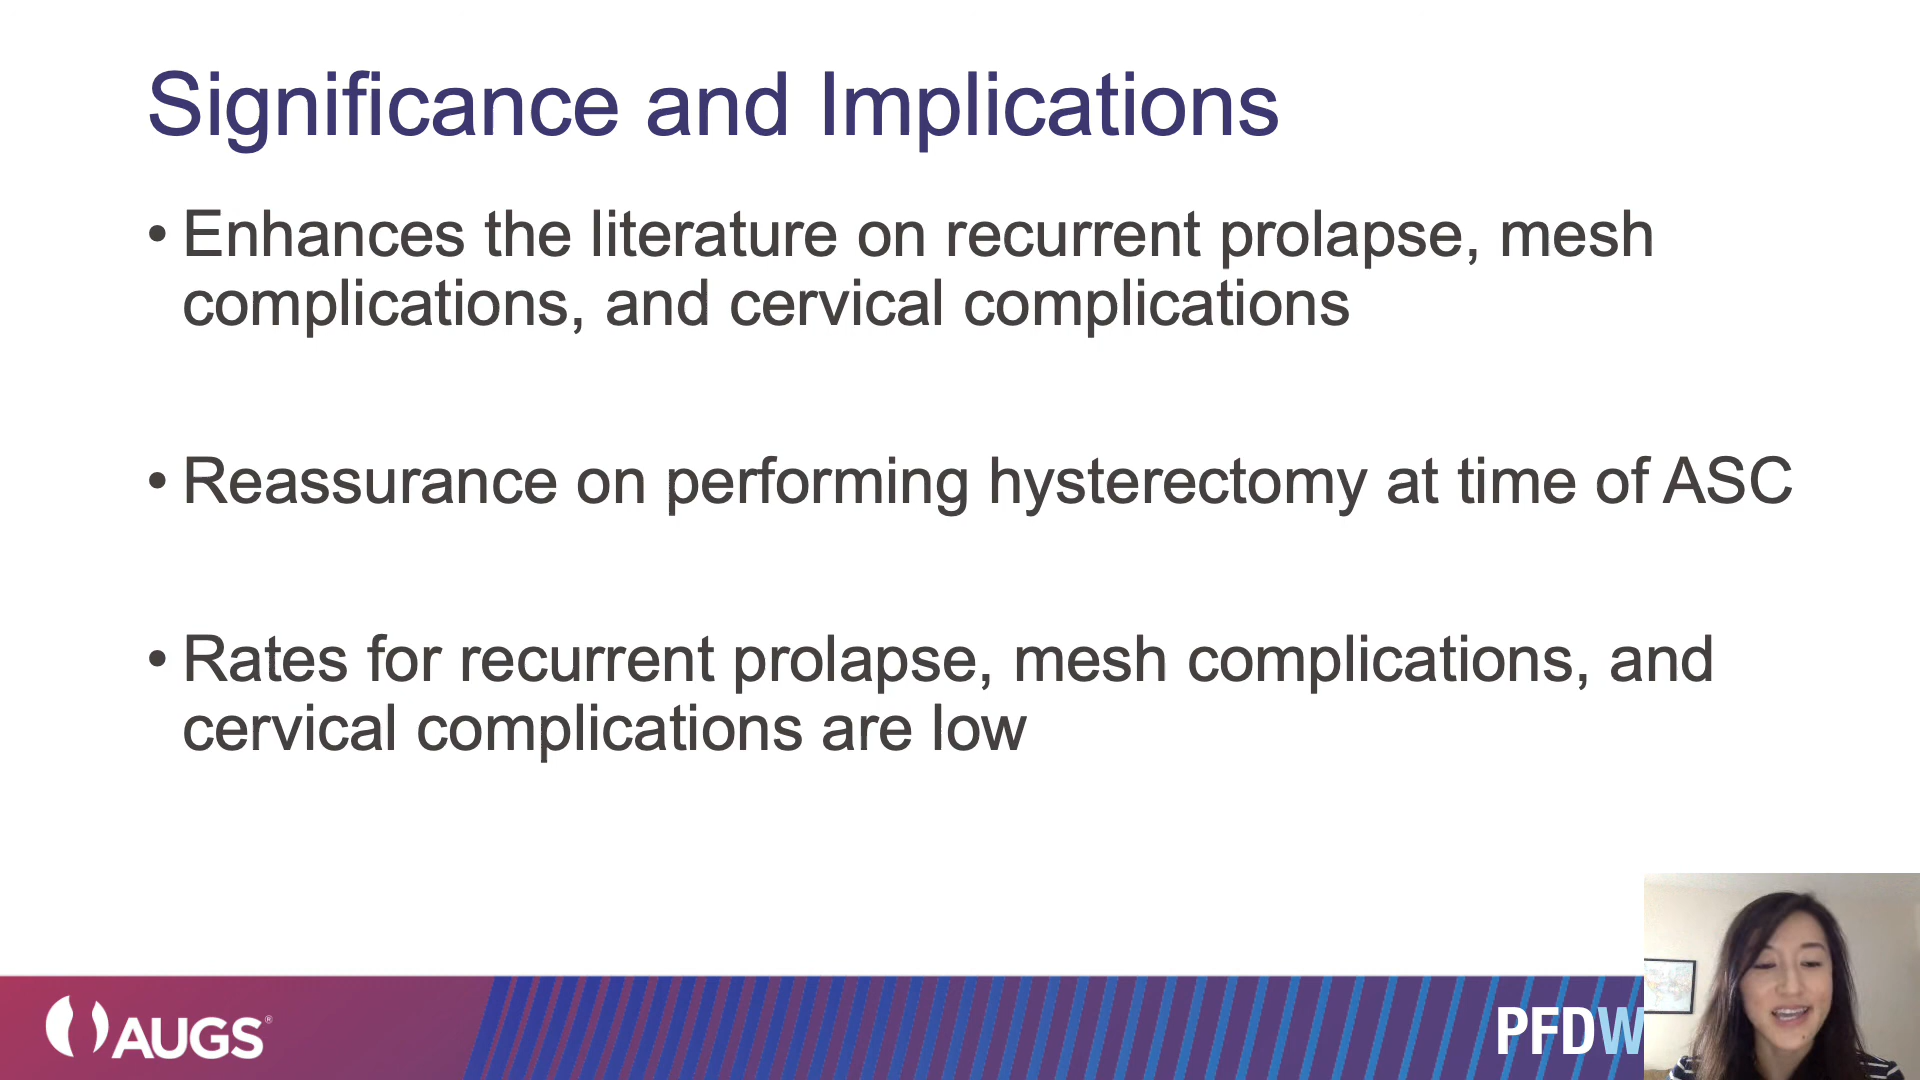 Significance and Implications
• Enhances the literature on recurrent prolapse, mesh
complications, and cervical complications
• Reassurance on performing hysterectomy at time of ASC
• Rates for recurrent prolapse, mesh complications, and
cervical complications are low
AUGS®
PFDW